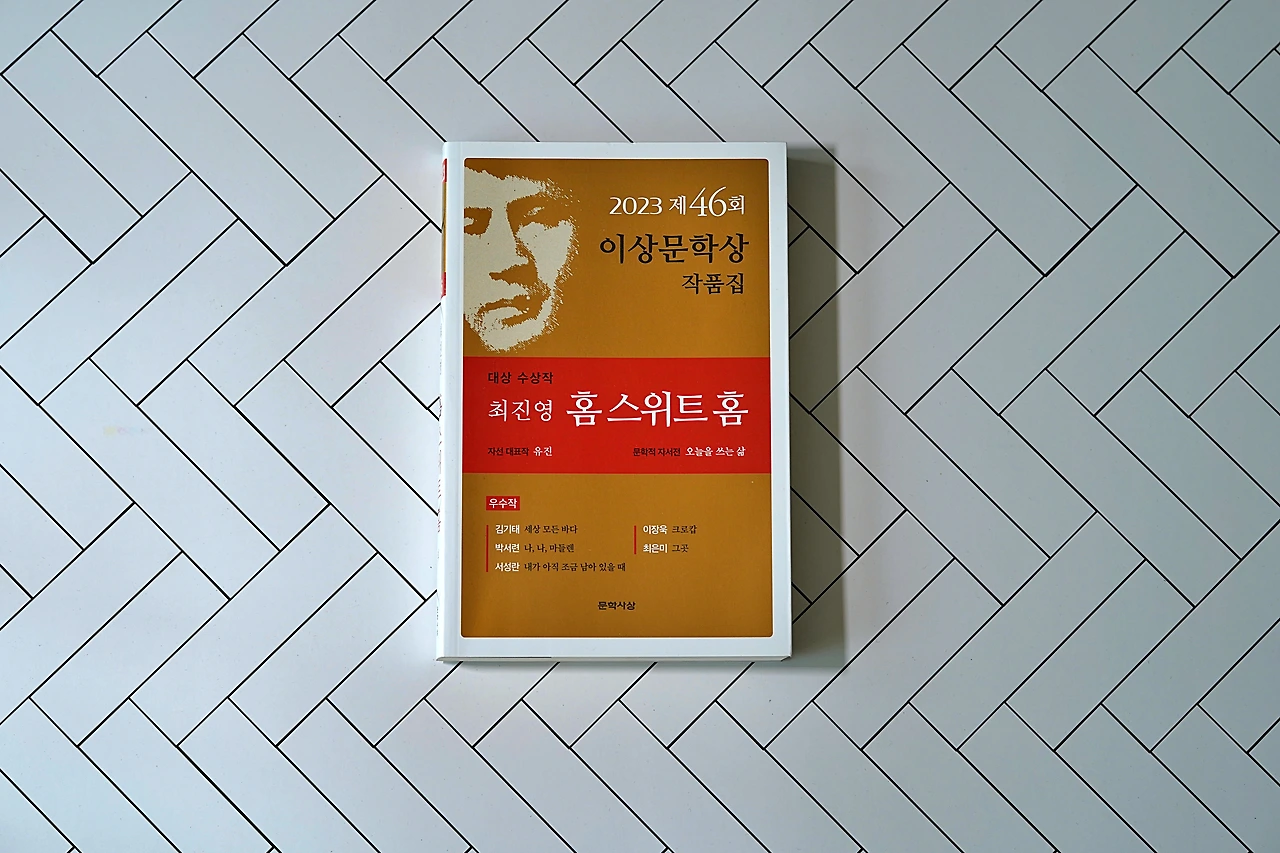 2023 제46회
이상문학상
작품집
대상 수상작
최진영 홈 스위트 홈
자선 대표작 유진
문학적 자서전 오늘을 쓰는 삶
우수작
김기태 세상 모든 바다
박서련 나, 나, 마들렌
서성란 내가 아직 조금 남아 있을 때
이장욱 크로캅
최은미 그곳
문학사상